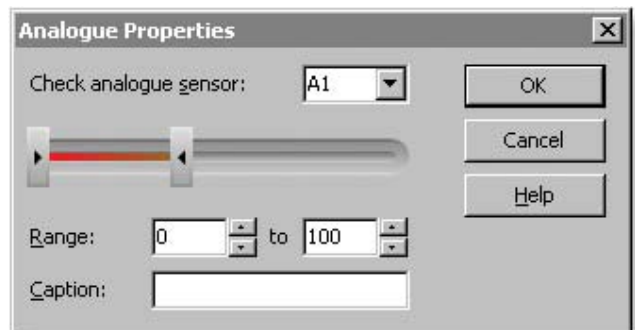 Analogue Properties
Check analogue sensor: A1
OK
Cancel
Help
Range: 0 to 100
Caption: